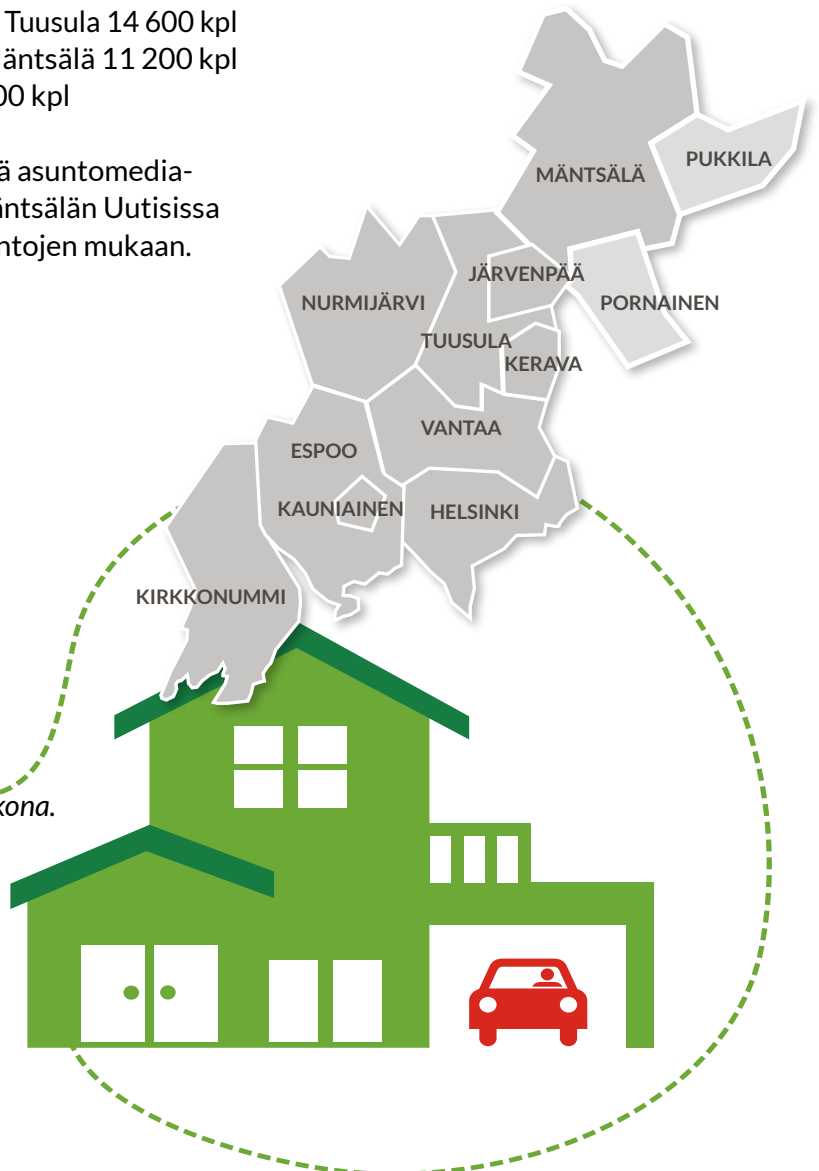 Tuusula 14 600 kpl
äntsälä 11 200 kpl
00 kpl
ä asuntomedia-
äntsälän Uutisissa
ntojen mukaan.
MÄNTSÄLÄ
PUKKILA
JÄRVENPÄÄ
NURMIJÄRVI
PORNAINEN
TUUSULA
KERAVA
VANTAA
ESPOO
KAUNIAINEN
HELSINKI
KIRKKONUMMI
kona.